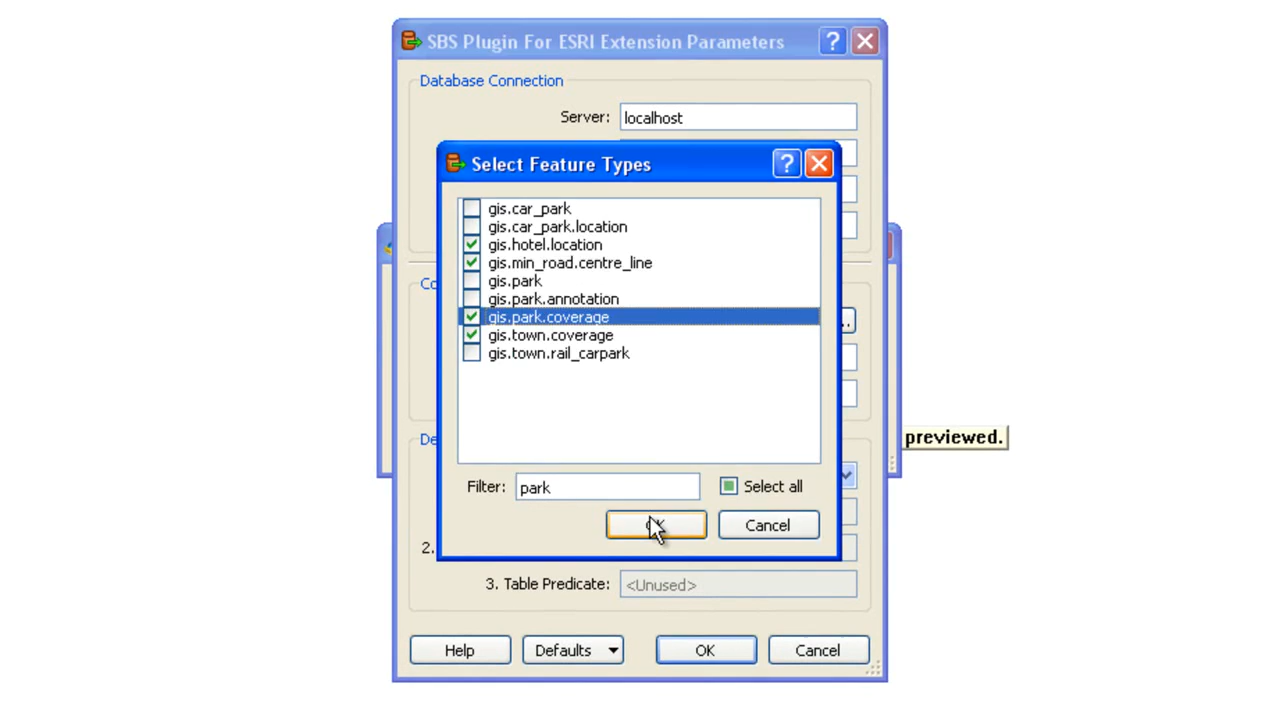 SBS Plugin For ESRI Extension Parameters
Database Connection
Server: localhost
Select Feature Types
gis.car_park
gis.car_park.location
gis.hotel.location
gis.min_road.centre_line
gis.park
gis.park.annotation
gis.park.coverage
gis.town.coverage
gis.town.rail_carpark
Co
..
De
previewed.
Filter: park
Select all
Cancel
2.
3. Table Predicate: <Unused>
Help
Defaults
OK
Cancel